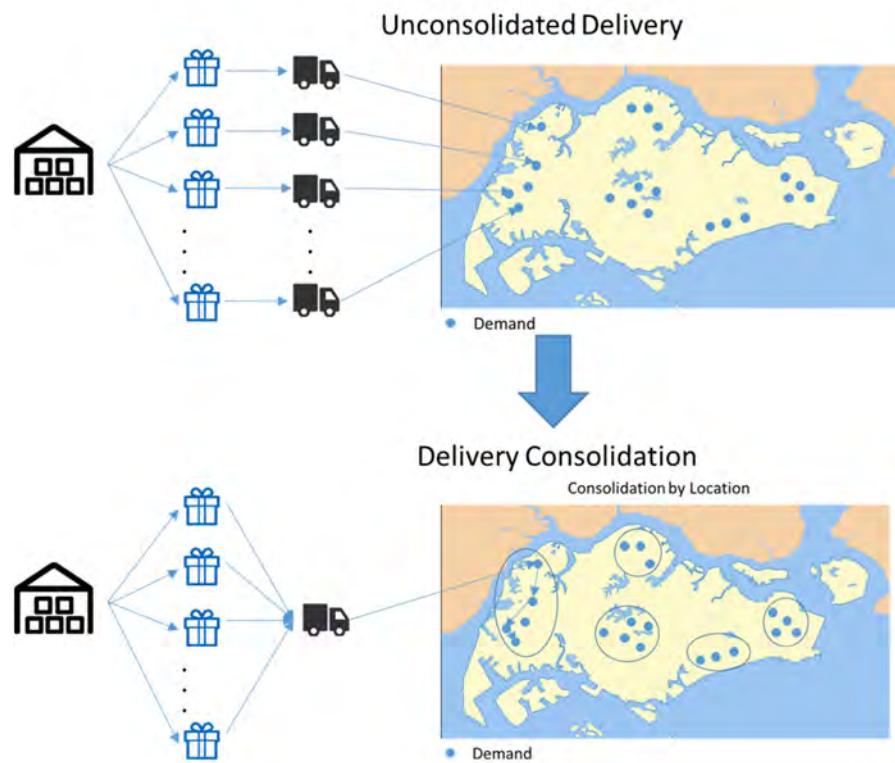 Unconsolidated Delivery
Demand
Delivery Consolidation
Consolidation by Location
Demand